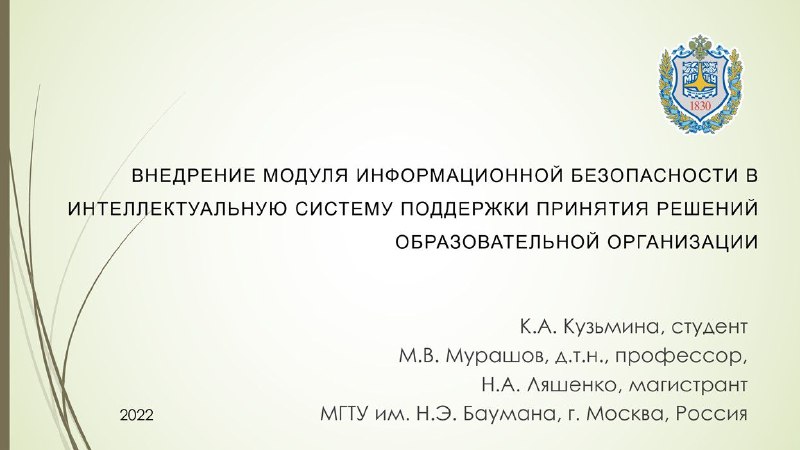 1830
ВНЕДРЕНИЕ МОДУЛЯ ИНФОРМАЦИОННОЙ БЕЗОПАСНОСТИ В
ИНТЕЛЛЕКТУАЛЬНУЮ СИСТЕМУ ПОДДЕРЖКИ ПРИНЯТИЯ РЕШЕНИЙ
ОБРАЗОВАТЕЛЬНОЙ ОРГАНИЗАЦИИ
К.А. Кузьмина, студент
М.В. Мурашов, д.т.н., профессор,
Н.А. Ляшенко, магистрант
МГТУ им. Н.Э. Баумана, г. Москва, Россия
2022